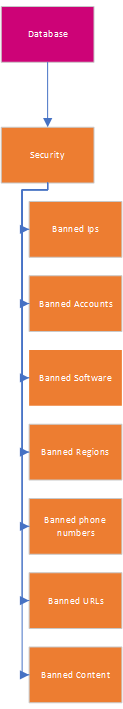 Database
Security
Banned Ips
Banned Accounts
Banned Software
Banned Regions
Banned phone
numbers
Banned URLs
Banned Content